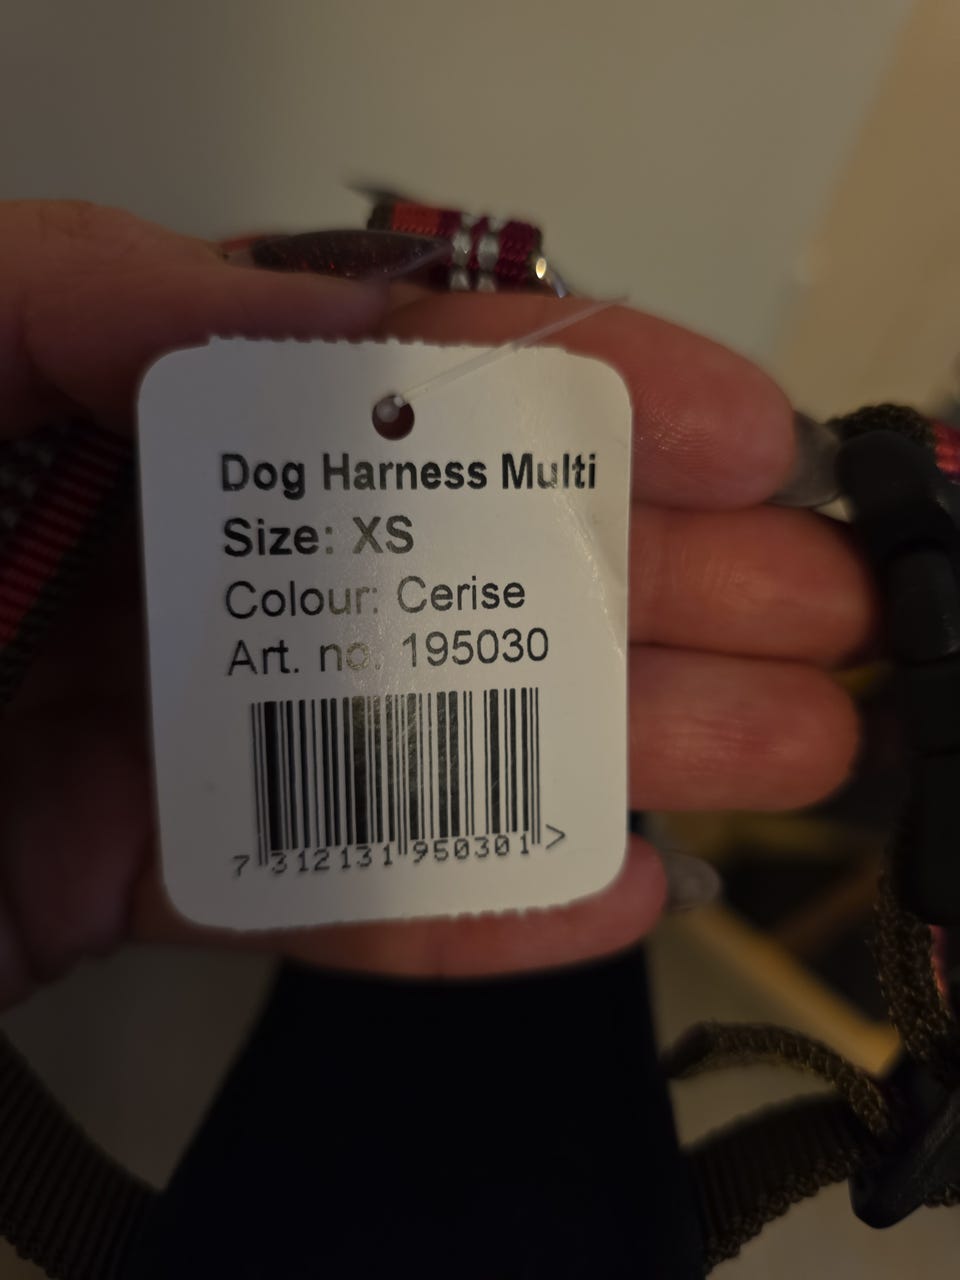 Dog Harness Multi
Size: XS
Colour: Cerise
Art. no. 195030
7 312131 950301 >